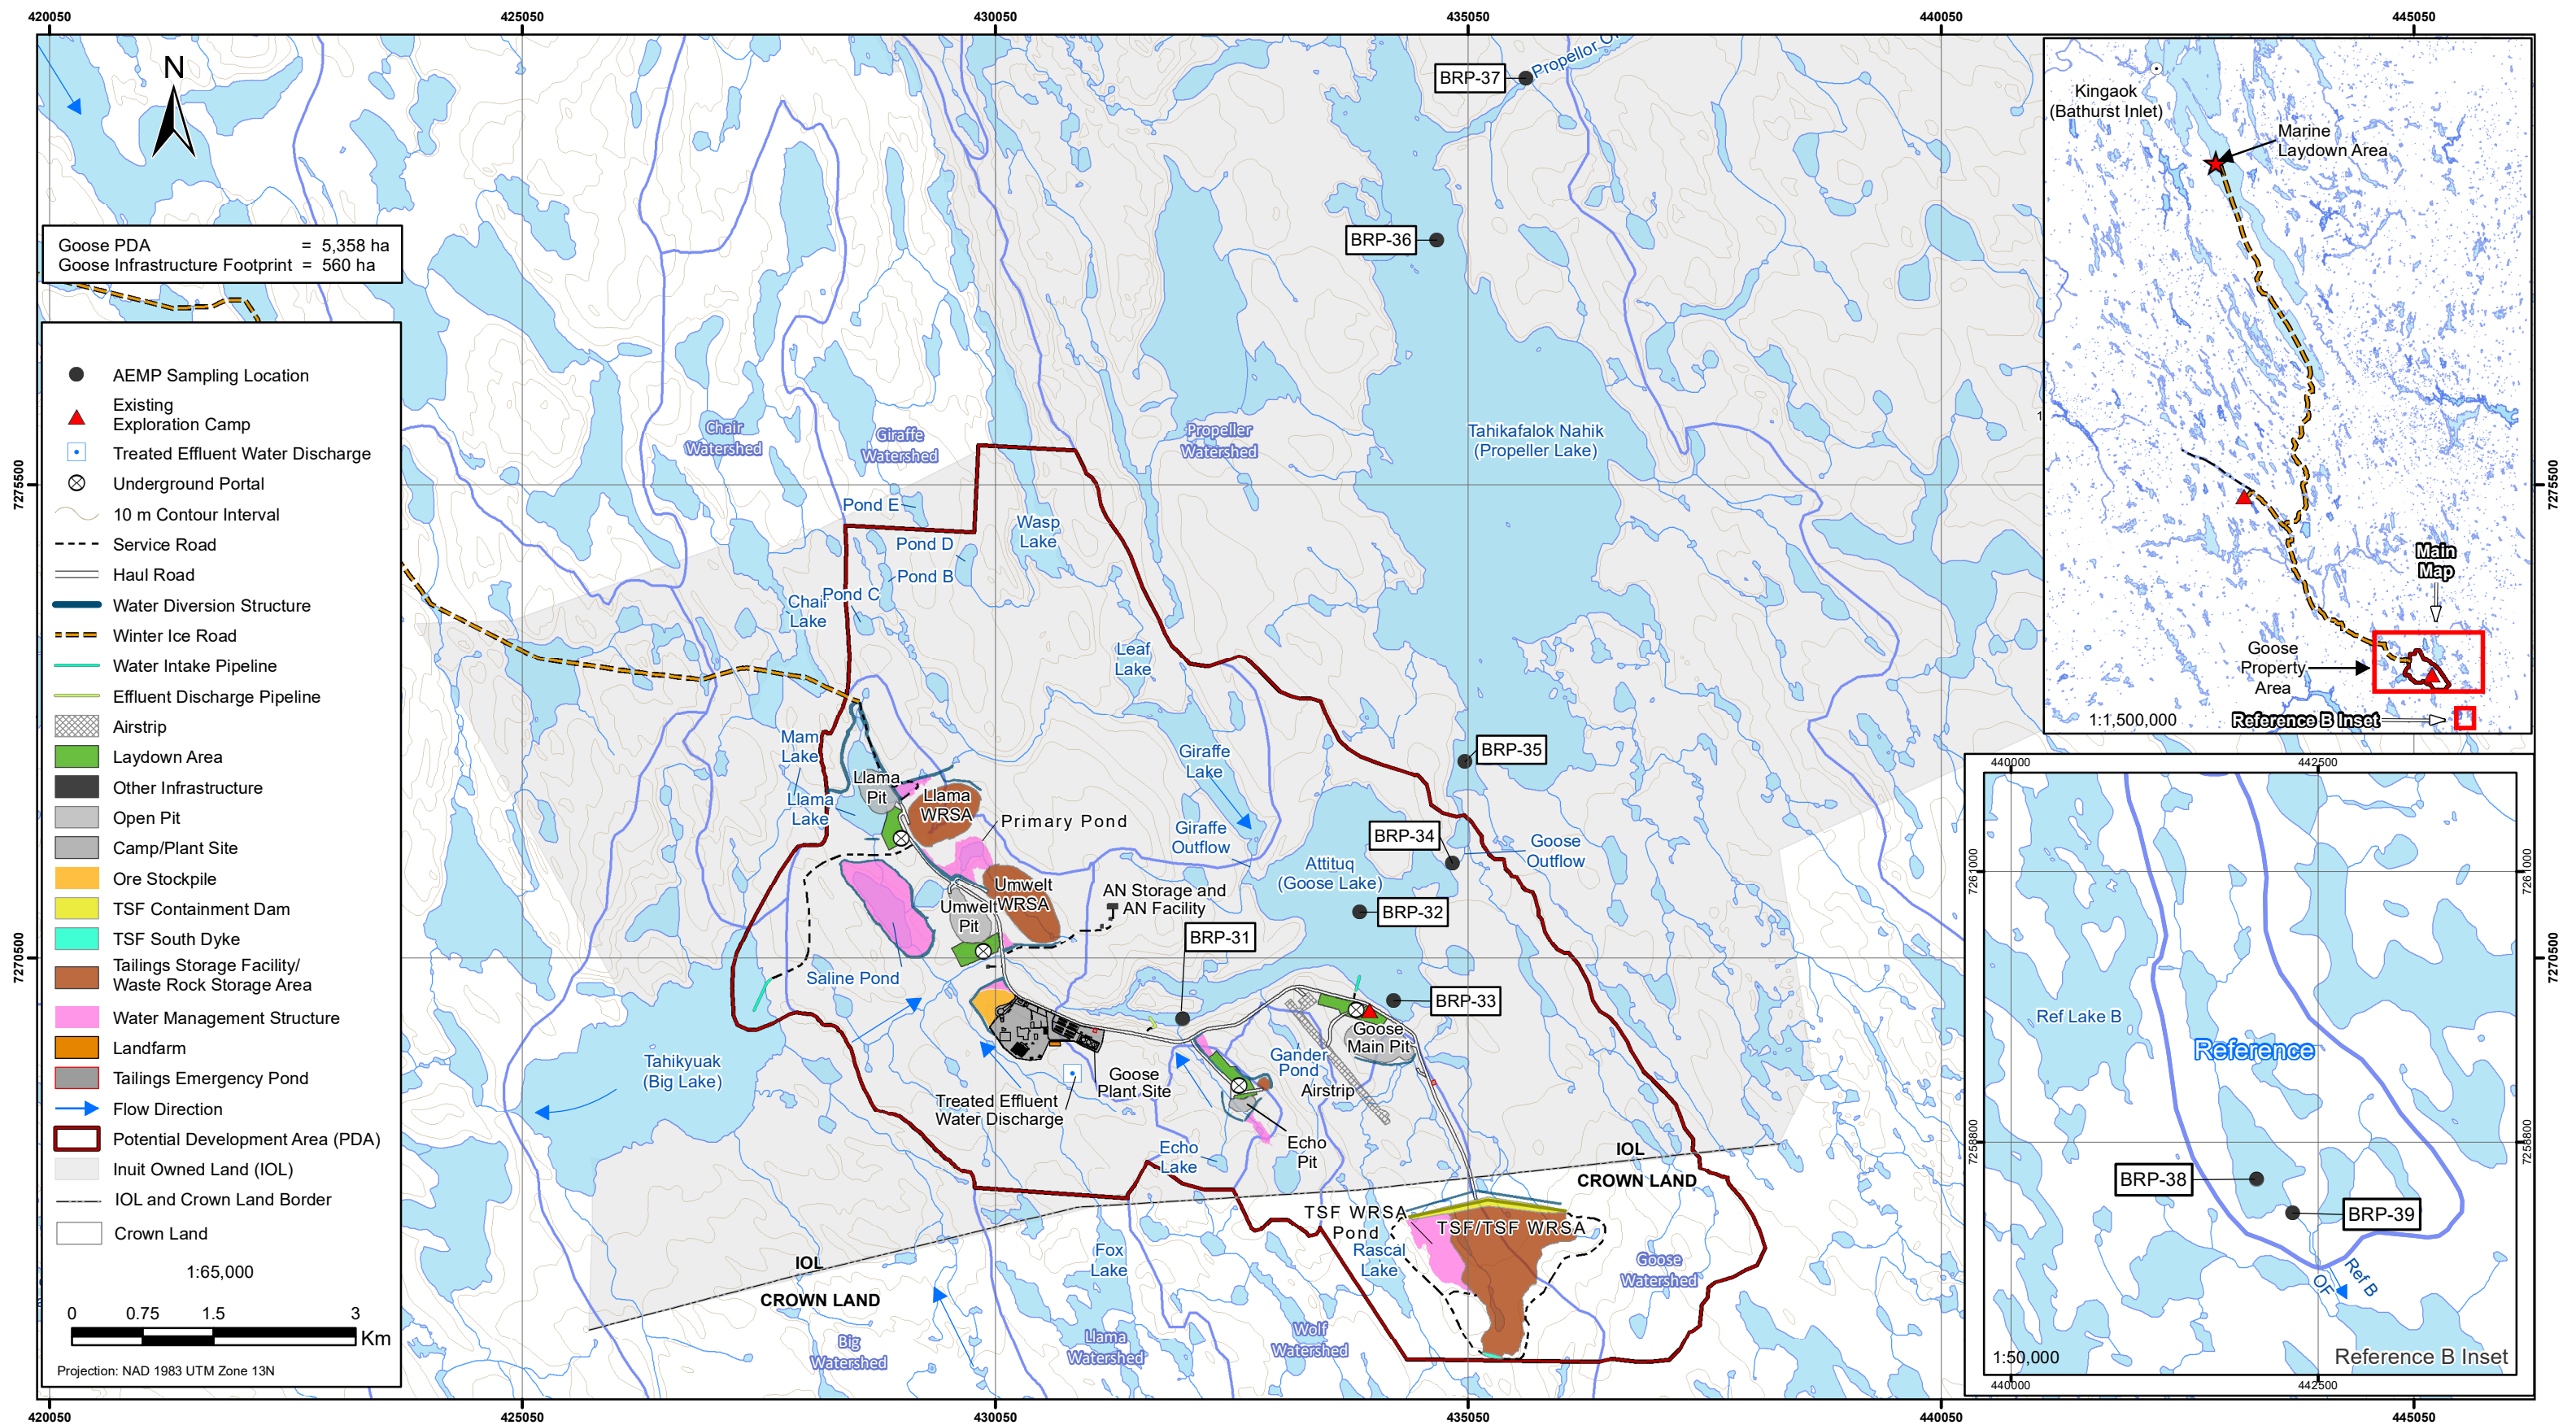 420050
425050
430050
435050
440050
445050
N
Goose PDA = 5,358 ha
Goose Infrastructure Footprint = 560 ha
AEMP Sampling Location
Existing
Exploration Camp
Treated Effluent Water Discharge
Underground Portal
10 m Contour Interval
Service Road
Haul Road
Water Diversion Structure
Winter Ice Road
Water Intake Pipeline
Effluent Discharge Pipeline
Airstrip
Laydown Area
Other Infrastructure
Open Pit
Camp/Plant Site
Ore Stockpile
TSF Containment Dam
TSF South Dyke
Tailings Storage Facility/
Waste Rock Storage Area
Water Management Structure
Landfarm
Tailings Emergency Pond
Flow Direction
Potential Development Area (PDA)
Inuit Owned Land (IOL)
IOL and Crown Land Border
Crown Land
1:65,000
0 0.75 1.5 3
Km
Projection: NAD 1983 UTM Zone 13N
7275500
7270500
BRP-37
BRP-36
Chair
Watershed
Giraffe
Watershed
Propeller
Watershed
Tahikafalok Nahik
(Propeller Lake)
Pond E
Wasp
Lake
Pond D
Pond B
Pond C
Chair
Lake
Leaf
Lake
Mam
Lake
Llama
Lake
Llama
Pit
Llama
WRSA
Primary Pond
Giraffe
Lake
Giraffe
Outflow
BRP-35
BRP-34
Goose
Outflow
Attituq
(Goose Lake)
BRP-32
Umwelt
WRSA
Umwelt
Pit
AN Storage and
AN Facility
BRP-31
Saline Pond
BRP-33
Goose
Main Pit
Gander
Pond
Airstrip
Tahikyuak
(Big Lake)
Goose
Plant Site
Treated Effluent
Water Discharge
Echo
Lake
Echo
Pit
IOL
CROWN LAND
TSF WRSA
Pond
TSF/TSF WRSA
Rascal
Lake
Goose
Watershed
Fox
Lake
IOL
CROWN LAND
Big
Watershed
Llama
Watershed
Wolf
Watershed
Kingaok
(Bathurst Inlet)
Marine
Laydown Area
Main
Map
Goose
Property
Area
Reference B Inset
1:1,500,000
7275500
7270500
440000
442500
7261000
7261000
Ref Lake B
Reference
7258800
7258800
BRP-38
BRP-39
Ref B
OF
1:50,000
Reference B Inset
440000
442500
420050
425050
430050
435050
440050
445050